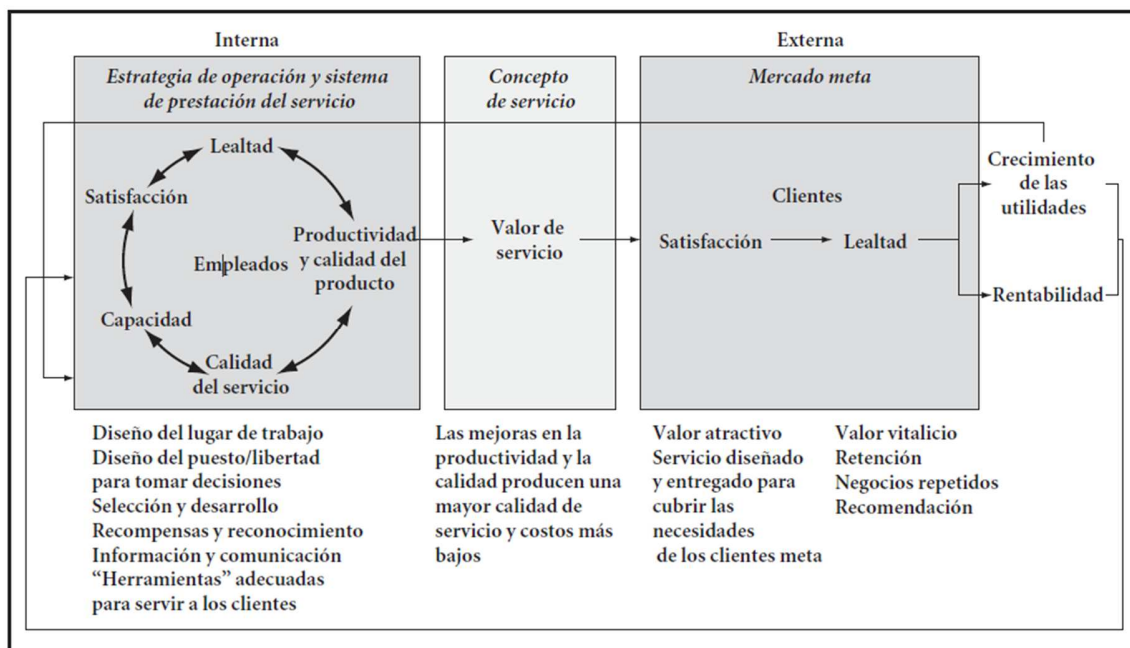 Interna
Externa
Estrategia de operación y sistema
de prestación del servicio
Concepto
de servicio
Mercado meta
Lealtad
Satisfacción
Productividad
y calidad del
producto
Empleados
Capacidad
Calidad
del servicio
Valor de
servicio
Clientes
Satisfacción
Lealtad
Crecimiento
de las
utilidades
Rentabilidad
Diseño del lugar de trabajo
Diseño del puesto/libertad
para tomar decisiones
Selección y desarrollo
Recompensas y reconocimiento
Información y comunicación
“Herramientas” adecuadas
para servir a los clientes
Las mejoras en la
productividad y la
calidad producen una
mayor calidad de
servicio y costos más
bajos
Valor atractivo
Servicio diseñado
y entregado para
cubrir las
necesidades
de los clientes meta
Valor vitalicio
Retención
Negocios repetidos
Recomendación